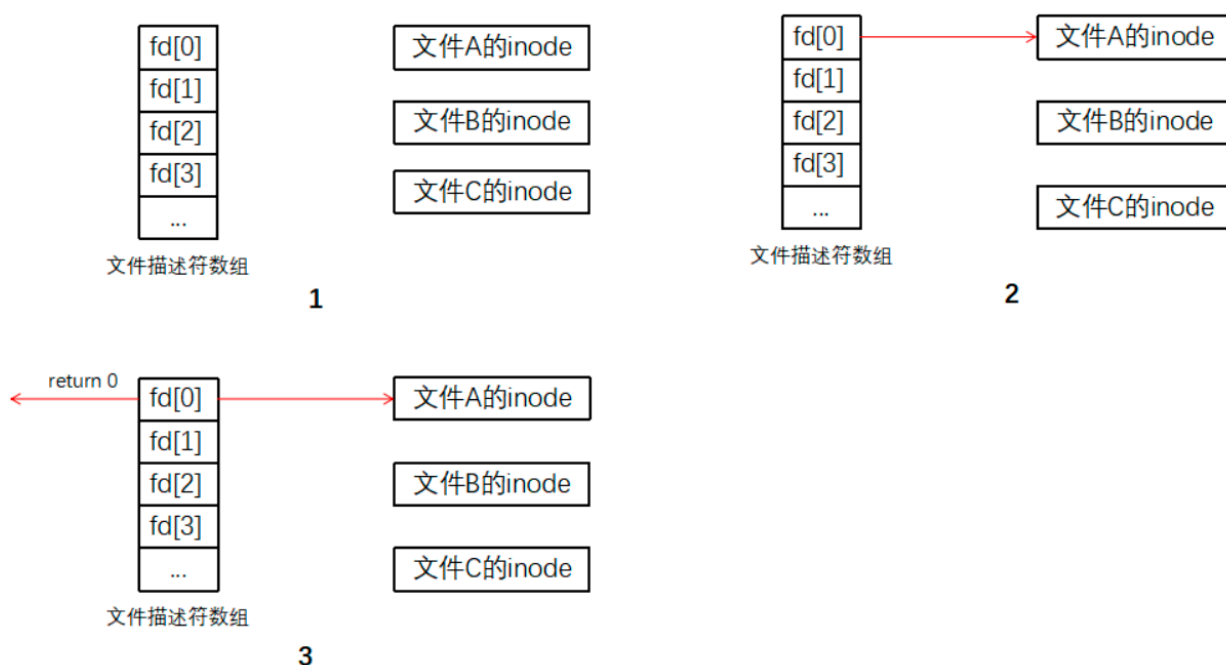 fd[0]
fd[1]
fd[2]
fd[3]
...
文件描述符数组
文件A的inode
文件B的inode
文件C的inode
1
fd[0]
fd[1]
fd[2]
fd[3]
...
文件描述符数组
文件A的inode
文件B的inode
文件C的inode
2
return 0
fd[0]
fd[1]
fd[2]
fd[3]
...
文件描述符数组
文件A的inode
文件B的inode
文件C的inode
3